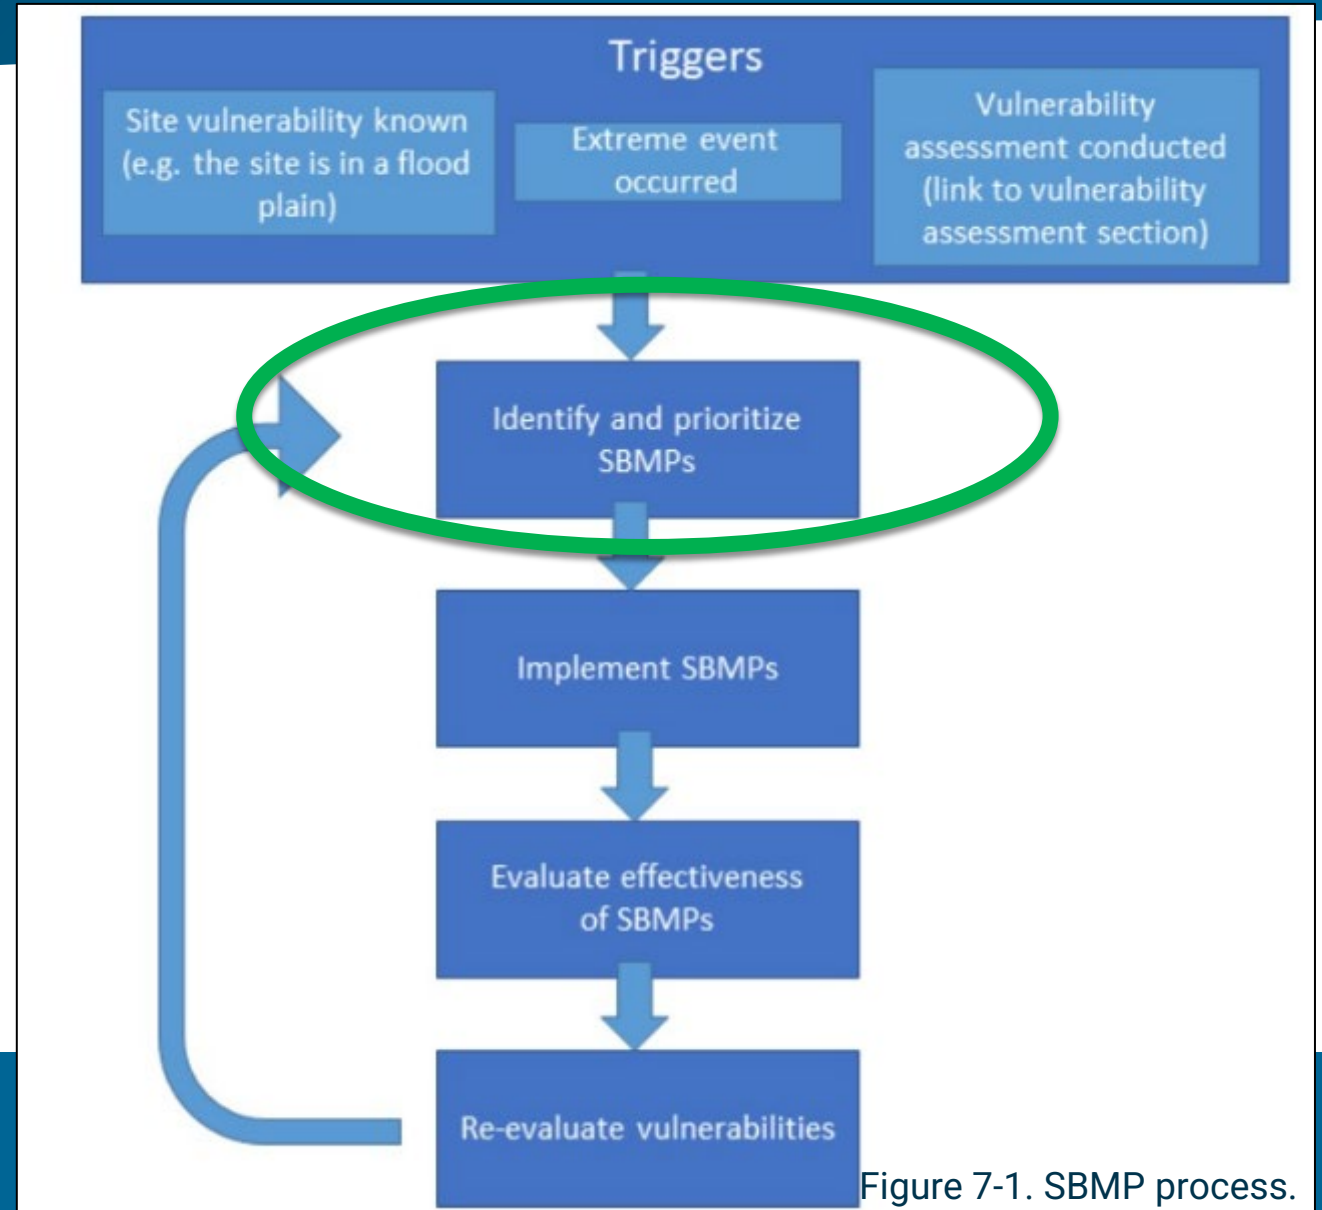 Triggers
Site vulnerability known
(e.g. the site is in a flood
plain)
Extreme event
occurred
Vulnerability
assessment conducted
(link to vulnerability
assessment section)
Identify and prioritize
SBMPs
Implement SBMPs
Evaluate effectiveness
of SBMPs
Re-evaluate vulnerabilities
Figure 7-1. SBMP process.